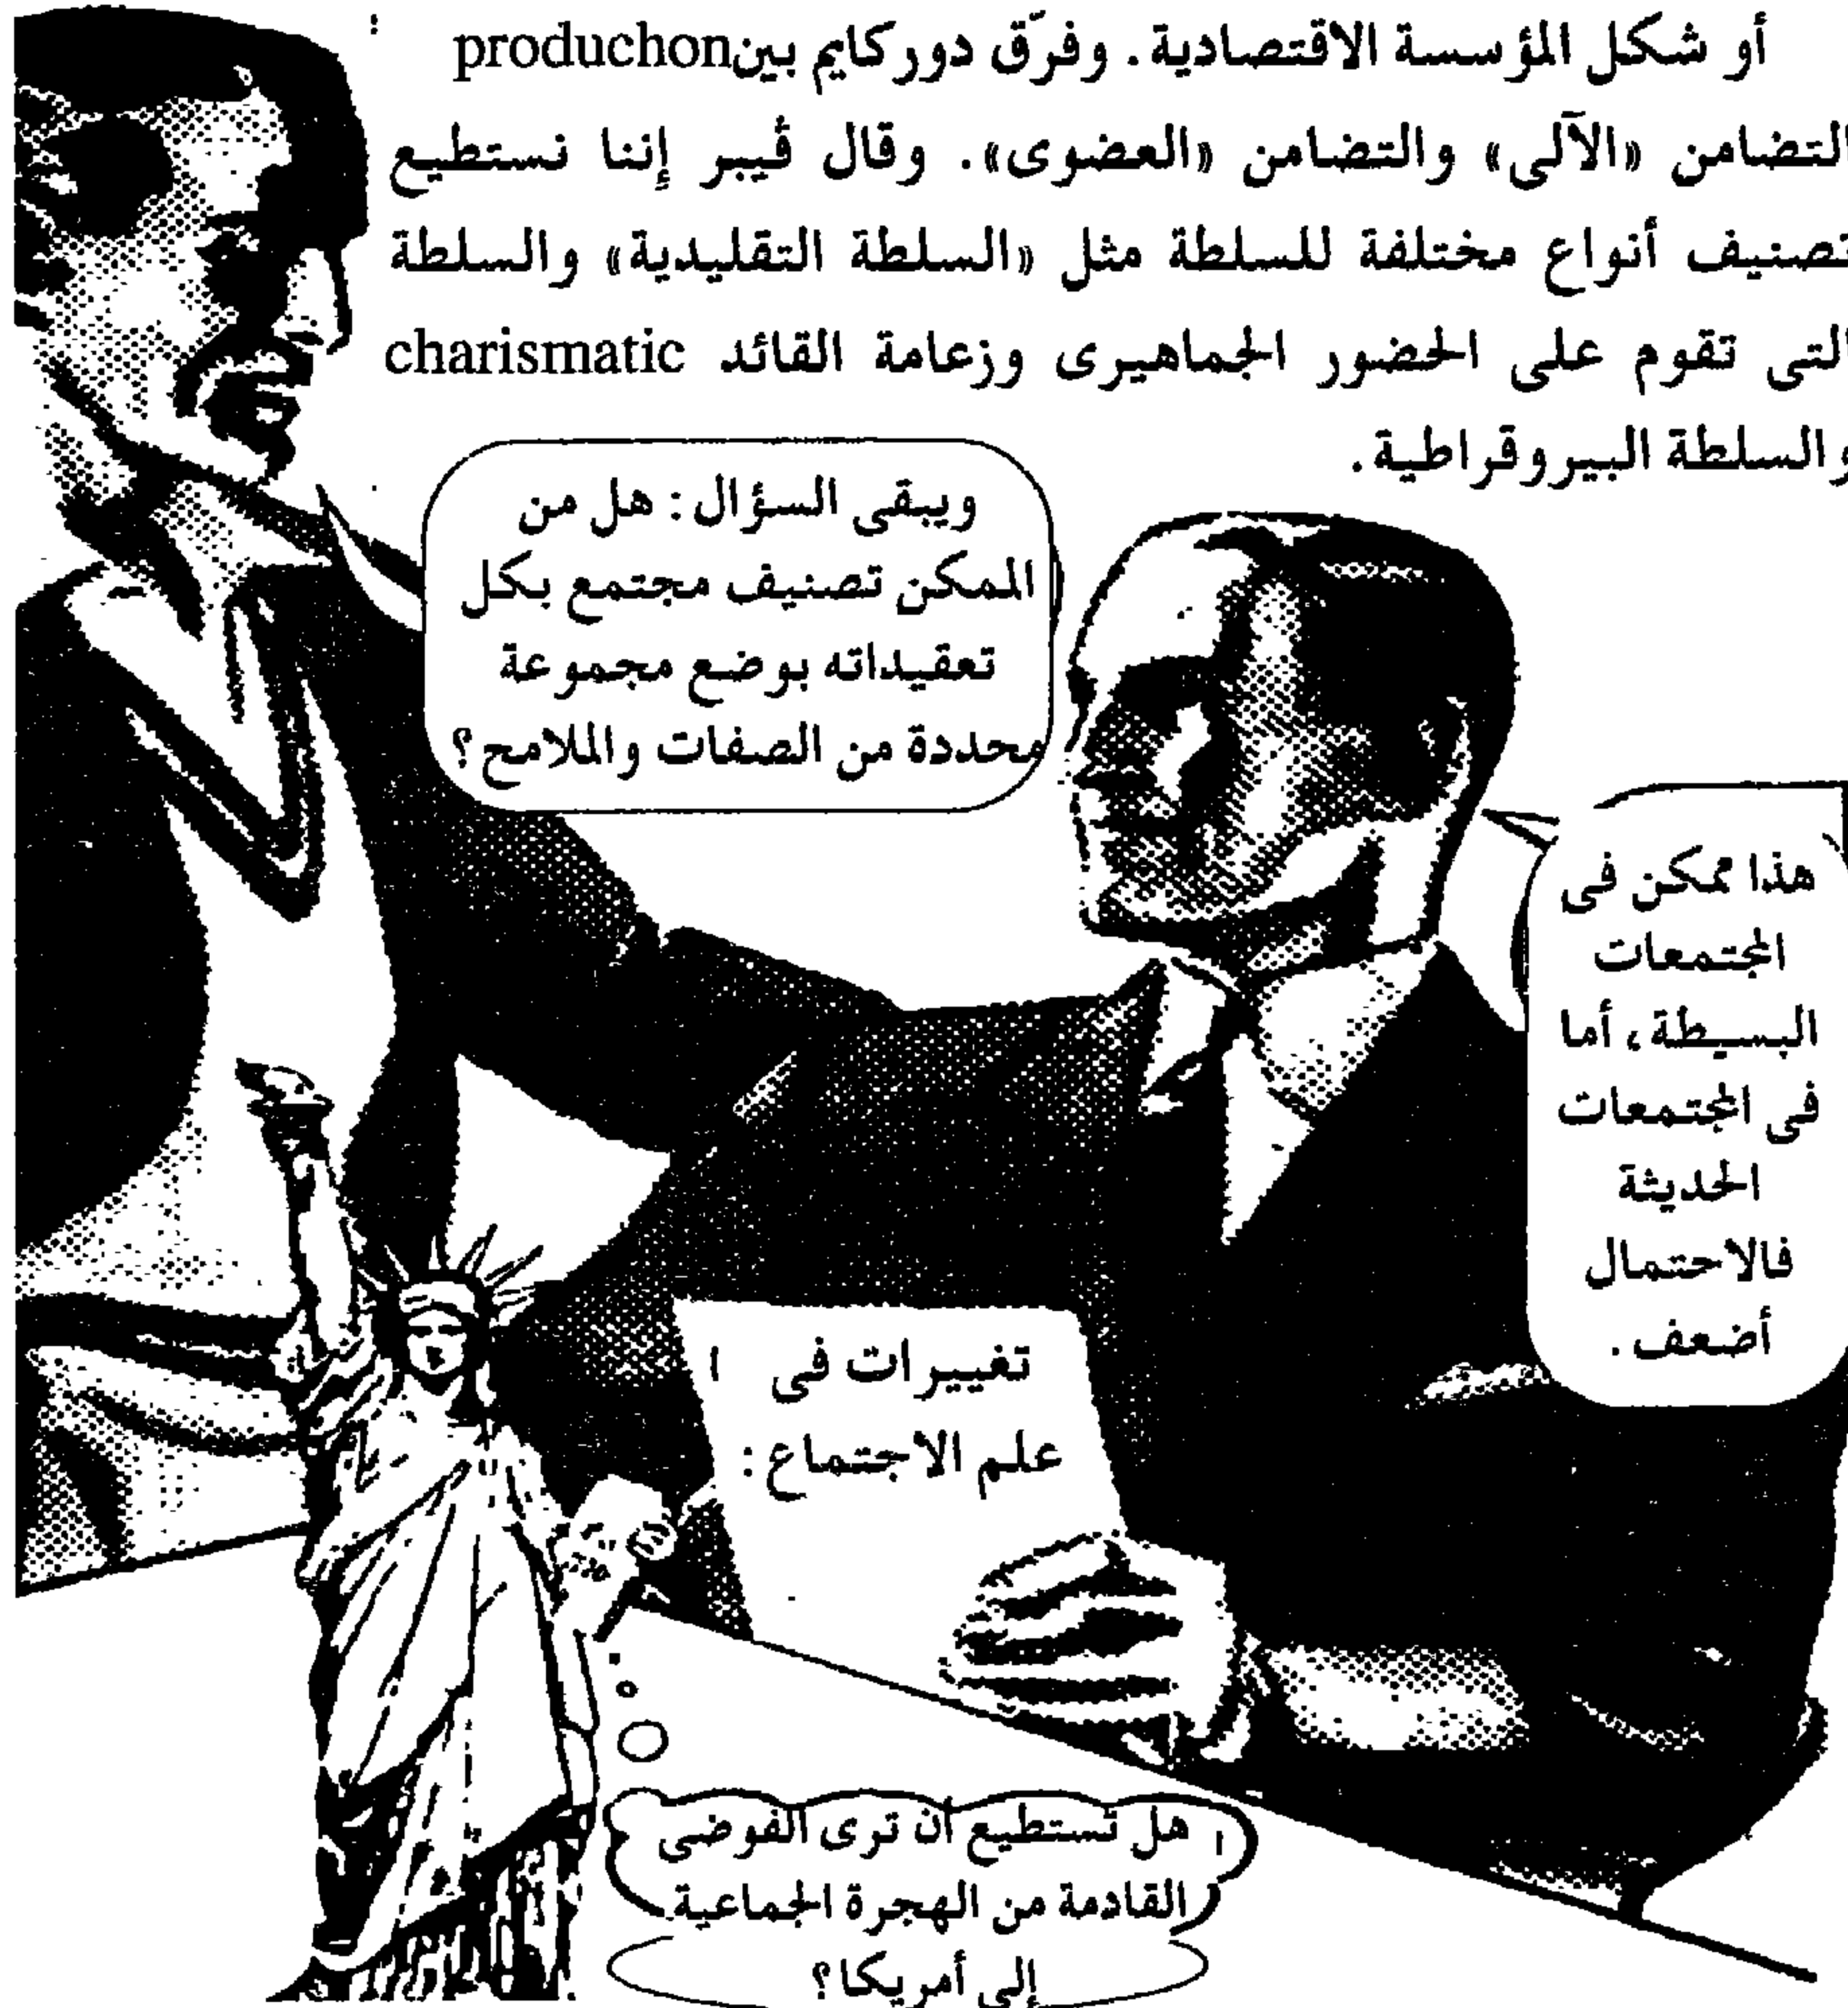 أو شكل المؤسسة الاقتصادية. وفرّق دوركايم بين produchon
التضامن «الآلى» والتضامن «العضوى». وقال ڤيبر إننا نستطيع
تصنيف أنواع مختلفة للسلطة مثل «السلطة التقليدية» والسلطة
التى تقوم على الحضور الجماهيرى وزعامة القائد charismatic
والسلطة البيروقراطية.
ويبقى السؤال: هل من
الممكن تصنيف مجتمع بكل
تعقيداته بوضع مجموعة
محددة من الصفات والملامح؟
هذا ممكن فى
المجتمعات
البسيطة، أما
فى المجتمعات
الحديثة
فالاحتمال
أضعف.
تغييرات فى
علم الاجتماع:
هل تستطيع أن ترى الفوضى
القادمة من الهجرة الجماعية
إلى أمريكا؟